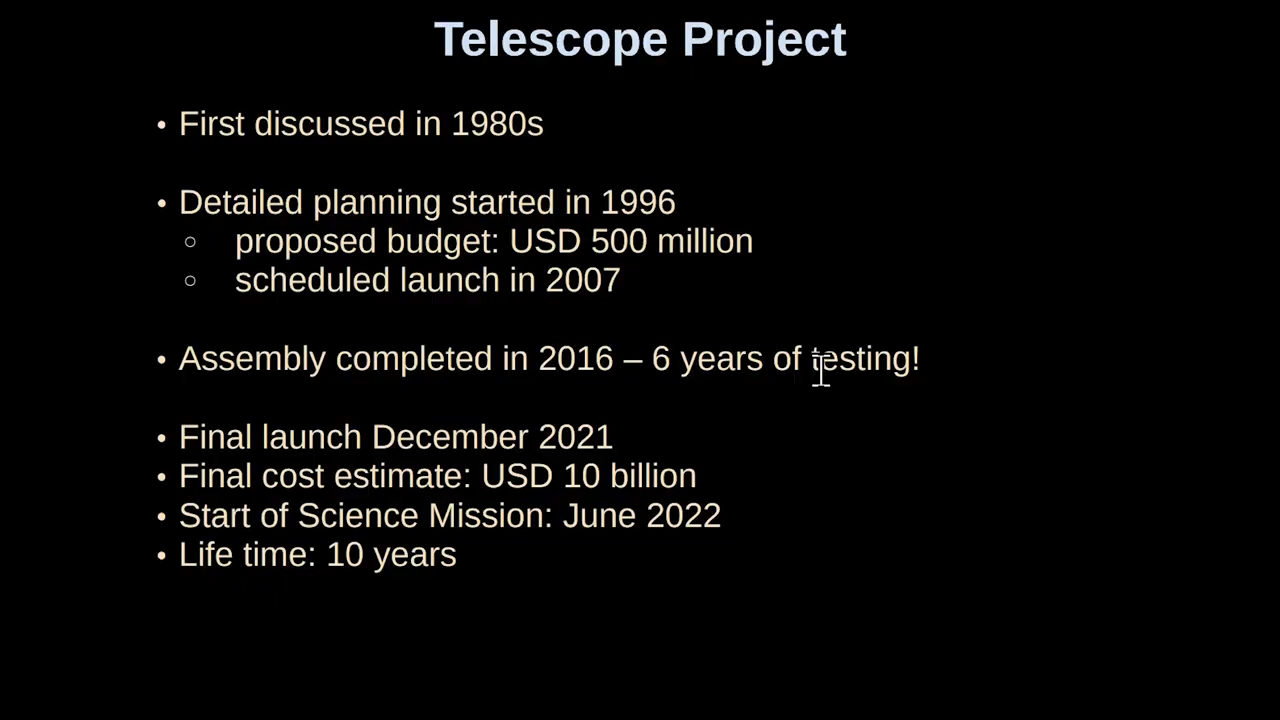 Telescope Project
• First discussed in 1980s
• Detailed planning started in 1996
○ proposed budget: USD 500 million
○ scheduled launch in 2007
• Assembly completed in 2016 – 6 years of testing!
• Final launch December 2021
• Final cost estimate: USD 10 billion
• Start of Science Mission: June 2022
• Life time: 10 years